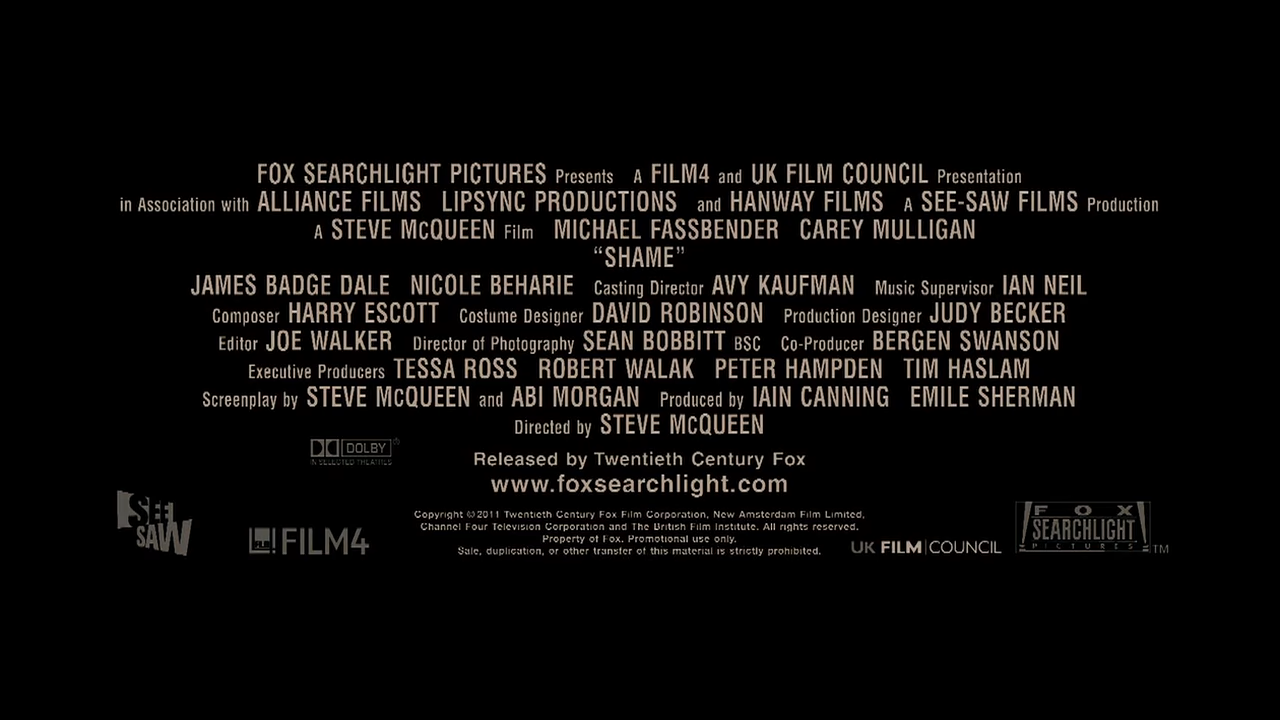 FOX SEARCHLIGHT PICTURES Presents A FILM4 and UK FILM COUNCIL Presentation
in Association with ALLIANCE FILMS LIPSYNC PRODUCTIONS and HANWAY FILMS A SEE-SAW FILMS Production
A STEVE McQUEEN Film MICHAEL FASSBENDER CAREY MULLIGAN
“SHAME”
JAMES BADGE DALE NICOLE BEHARIE Casting Director AVY KAUFMAN Music Supervisor IAN NEIL
Composer HARRY ESCOTT Costume Designer DAVID ROBINSON Production Designer JUDY BECKER
Editor JOE WALKER Director of Photography SEAN BOBBITT BSC Co-Producer BERGEN SWANSON
Executive Producers TESSA ROSS ROBERT WALAK PETER HAMPDEN TIM HASLAM
Screenplay by STEVE McQUEEN and ABI MORGAN Produced by IAIN CANNING EMILE SHERMAN
Directed by STEVE McQUEEN
DOLBY®
IN SELECTED THEATRES
Released by Twentieth Century Fox
www.foxsearchlight.com
SEE SAW
FILM4
Copyright ©2011 Twentieth Century Fox Film Corporation, New Amsterdam Film Limited,
Channel Four Television Corporation and The British Film Institute. All rights reserved.
Property of Fox. Promotional use only.
Sale, duplication, or other transfer of this material is strictly prohibited.
UK FILM COUNCIL
FOX
SEARCHLIGHT
PICTURES TM